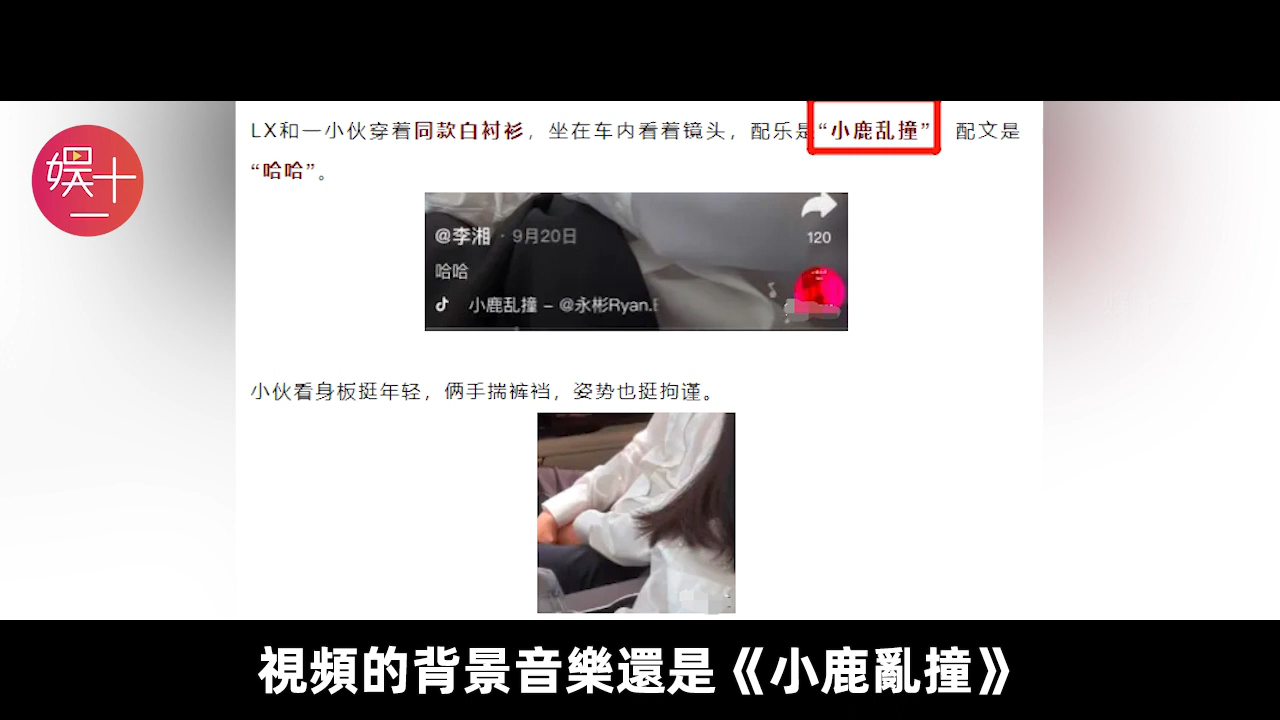 娱十一
LX和一小伙穿着同款白衬衫，坐在车内看着镜头，配乐是“小鹿乱撞”，配文是
“哈哈”。
@李湘 · 9月20日
120
哈哈
小鹿乱撞 - @永彬Ryan.
小伙看身板挺年轻，俩手揣裤裆，姿势也挺拘谨。
視頻的背景音樂還是《小鹿亂撞》